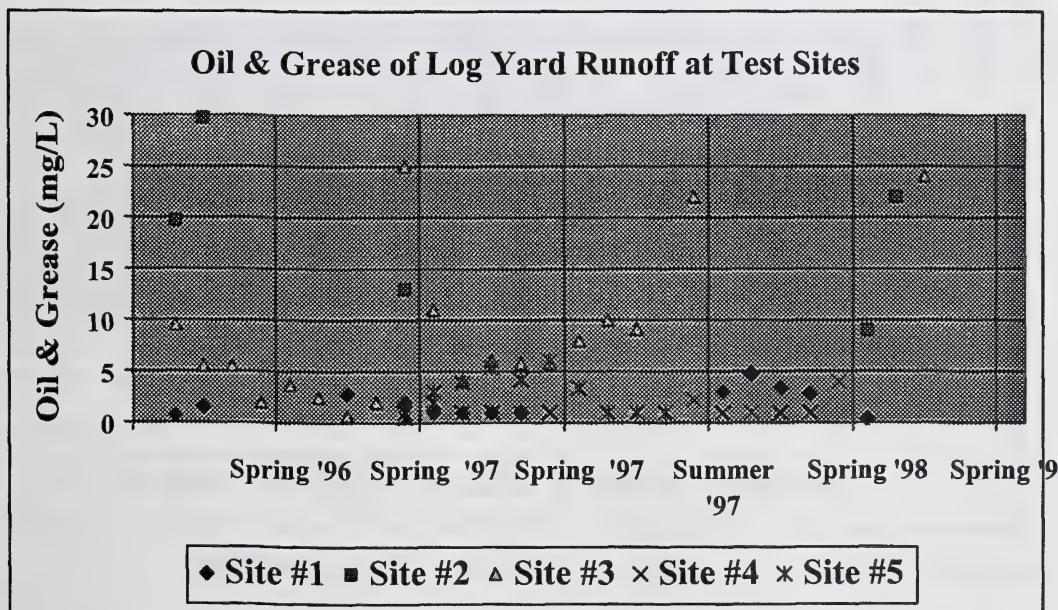 Oil & Grease of Log Yard Runoff at Test Sites
Oil & Grease (mg/L)
30
25
20
15
10
5
0
Spring '96 Spring '97 Spring '97 Summer '97 Spring '98 Spring '9
Site #1 Site #2 Site #3 Site #4 Site #5